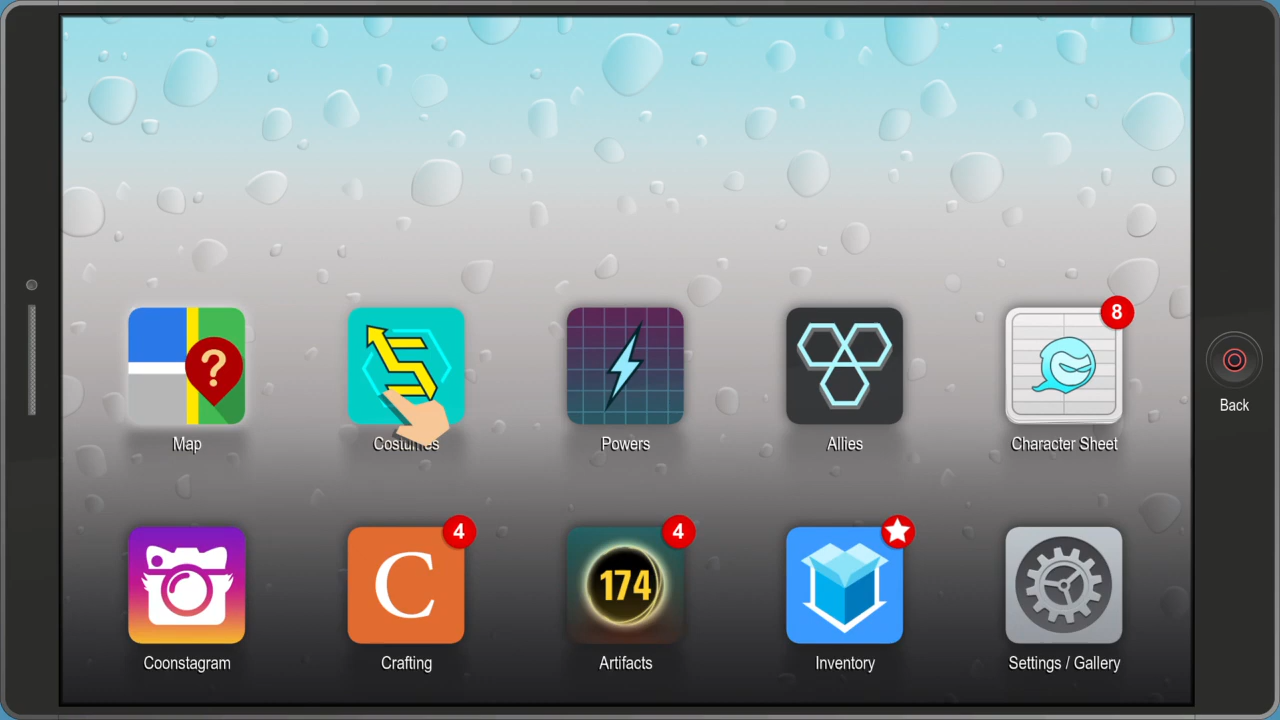 ?
8
Map
Costumes
Powers
Allies
Character Sheet
Back
4
4
C
174
Coonstagram
Crafting
Artifacts
Inventory
Settings / Gallery